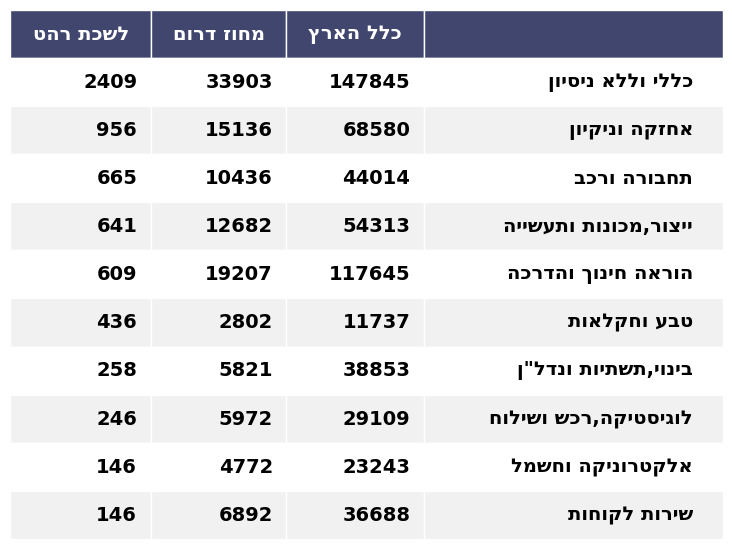 כלל הארץ מחוז דרום לשכת רהט
כללי וללא ניסיון 147845 33903 2409
אחזקה וניקיון 68580 15136 956
תחבורה ורכב 44014 10436 665
ייצור,מכונות ותעשייה 54313 12682 641
הוראה חינוך והדרכה 117645 19207 609
טבע וחקלאות 11737 2802 436
בינוי,תשתיות ונדל"ן 38853 5821 258
לוגיסטיקה,רכש ושילוח 29109 5972 246
אלקטרוניקה וחשמל 23243 4772 146
שירות לקוחות 36688 6892 146